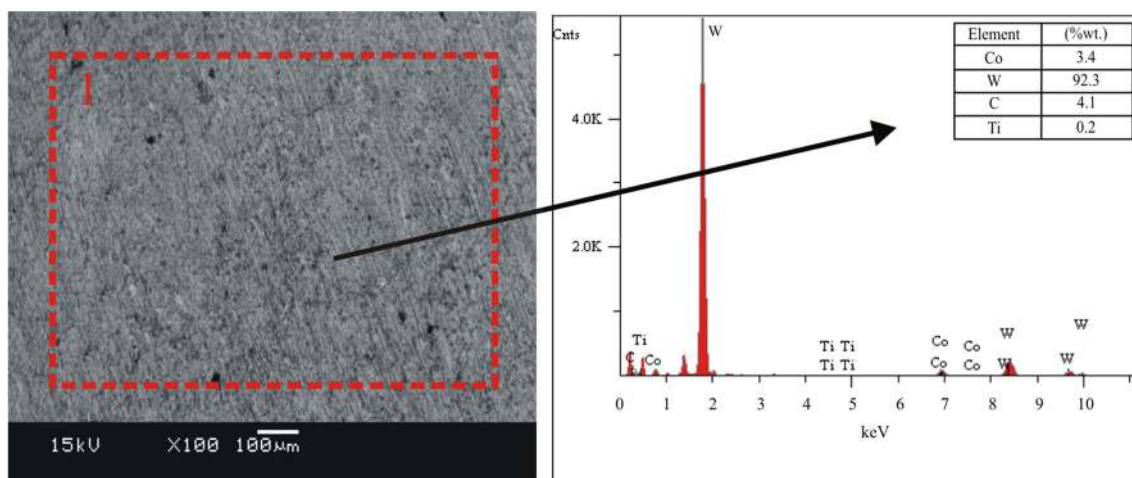 1
15kV X100 100μm
Cnts
4.0K
2.0K
W
Element (%wt.)
Co 3.4
W 92.3
C 4.1
Ti 0.2
Ti
C
Co
Ti Ti
Ti Ti
Co
Co
Co
Co
W
W
W
W
0 1 2 3 4 5 6 7 8 9 10
keV